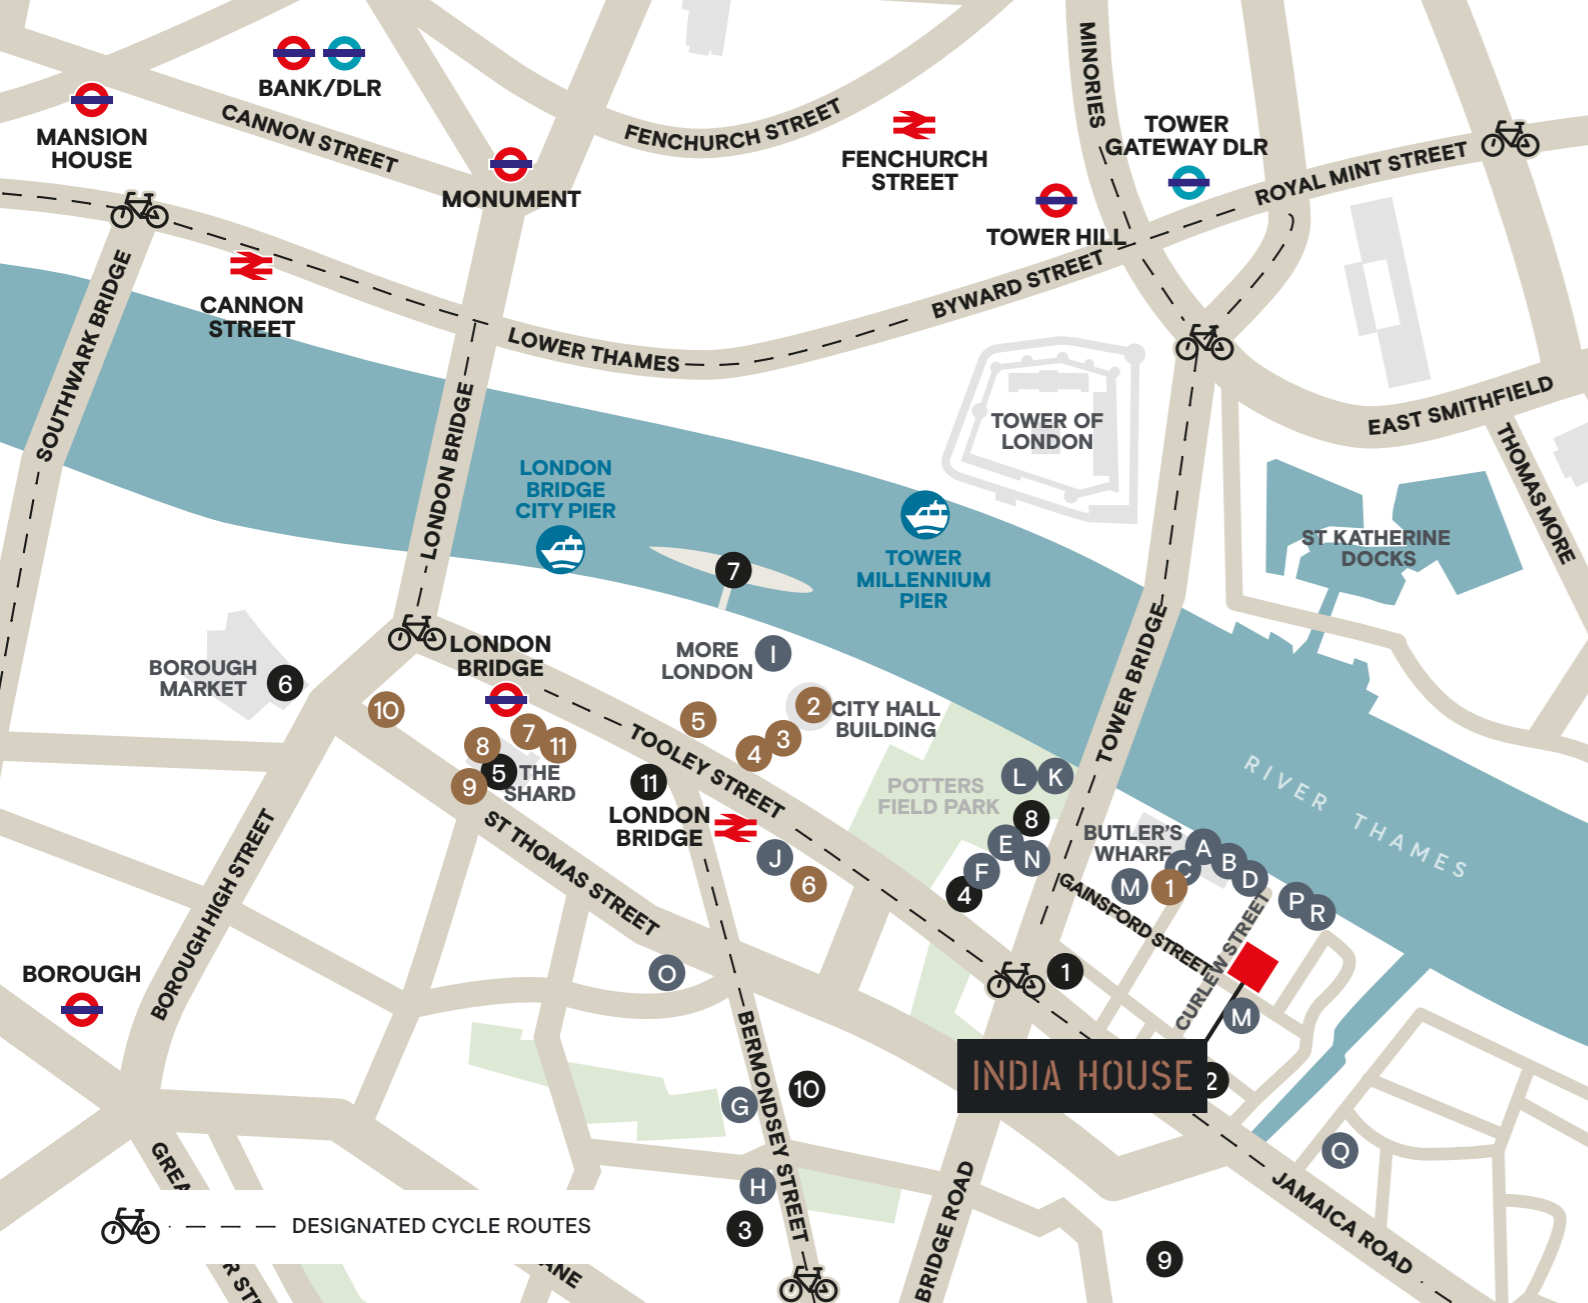 MINORIES
BANK/DLR
MANSION
HOUSE
CANNON STREET
FENCHURCH STREET
MONUMENT
FENCHURCH
STREET
TOWER
GATEWAY DLR
ROYAL MINT STREET
TOWER HILL
BYWARD STREET
CANNON
STREET
SOUTHWARK BRIDGE
LOWER THAMES
LONDON BRIDGE
TOWER OF
LONDON
EAST SMITHFIELD
THOMAS MORE
ST KATHERINE
DOCKS
LONDON
BRIDGE
CITY PIER
7
TOWER
MILLENNIUM
PIER
TOWER BRIDGE
RIVER THAMES
BOROUGH
MARKET
6
LONDON
BRIDGE
MORE
LONDON
I
10
5
2
CITY HALL
BUILDING
3
4
7
8
11
5
9
THE
SHARD
11
TOOLEY STREET
LONDON
BRIDGE
J
6
POTTERS
FIELD PARK
L
K
8
E
N
F
4
BUTLER'S
WHARF
A
B
C
D
M
1
P
R
GAINSFORD STREET
CURLEW STREET
M
1
ST THOMAS STREET
O
BOROUGH HIGH STREET
BOROUGH
BERMONDSEY STREET
INDIA HOUSE
2
10
G
H
3
Q
JAMAICA ROAD
BRIDGE ROAD
9
DESIGNATED CYCLE ROUTES